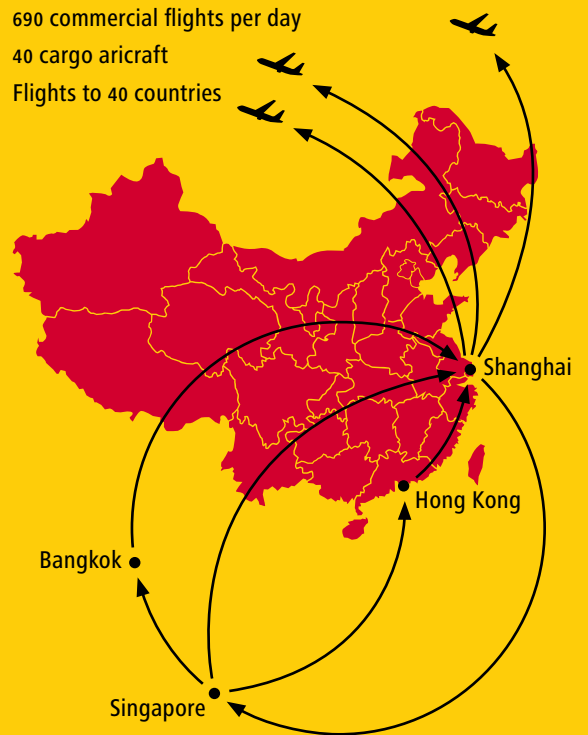 690 commercial flights per day
40 cargo aricraft
Flights to 40 countries
Shanghai
Hong Kong
Bangkok
Singapore